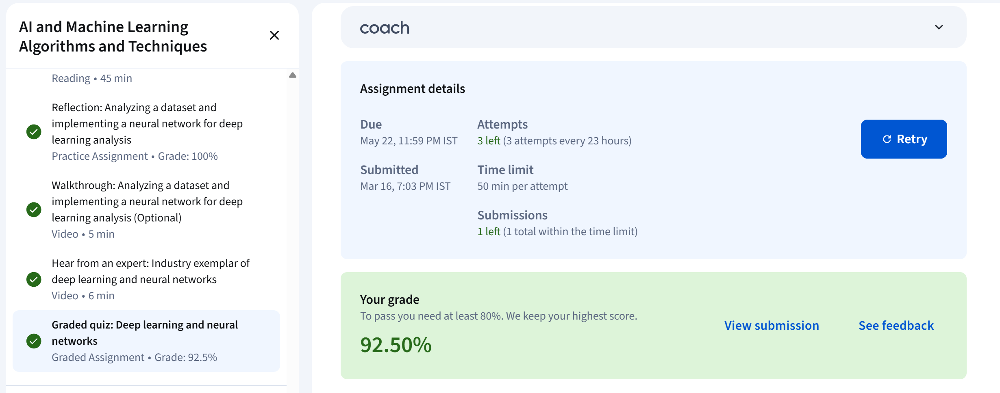 AI and Machine Learning
Algorithms and Techniques
Reading • 45 min
Reflection: Analyzing a dataset and
implementing a neural network for deep
learning analysis
Practice Assignment • Grade: 100%
Walkthrough: Analyzing a dataset and
implementing a neural network for deep
learning analysis (Optional)
Video • 5 min
Hear from an expert: Industry exemplar of
deep learning and neural networks
Video • 6 min
Graded quiz: Deep learning and neural
networks
Graded Assignment • Grade: 92.5%
coach
Assignment details
Due
May 22, 11:59 PM IST
Attempts
3 left (3 attempts every 23 hours)
Retry
Submitted
Mar 16, 7:03 PM IST
Time limit
50 min per attempt
Submissions
1 left (1 total within the time limit)
Your grade
To pass you need at least 80%. We keep your highest score.
92.50%
View submission
See feedback